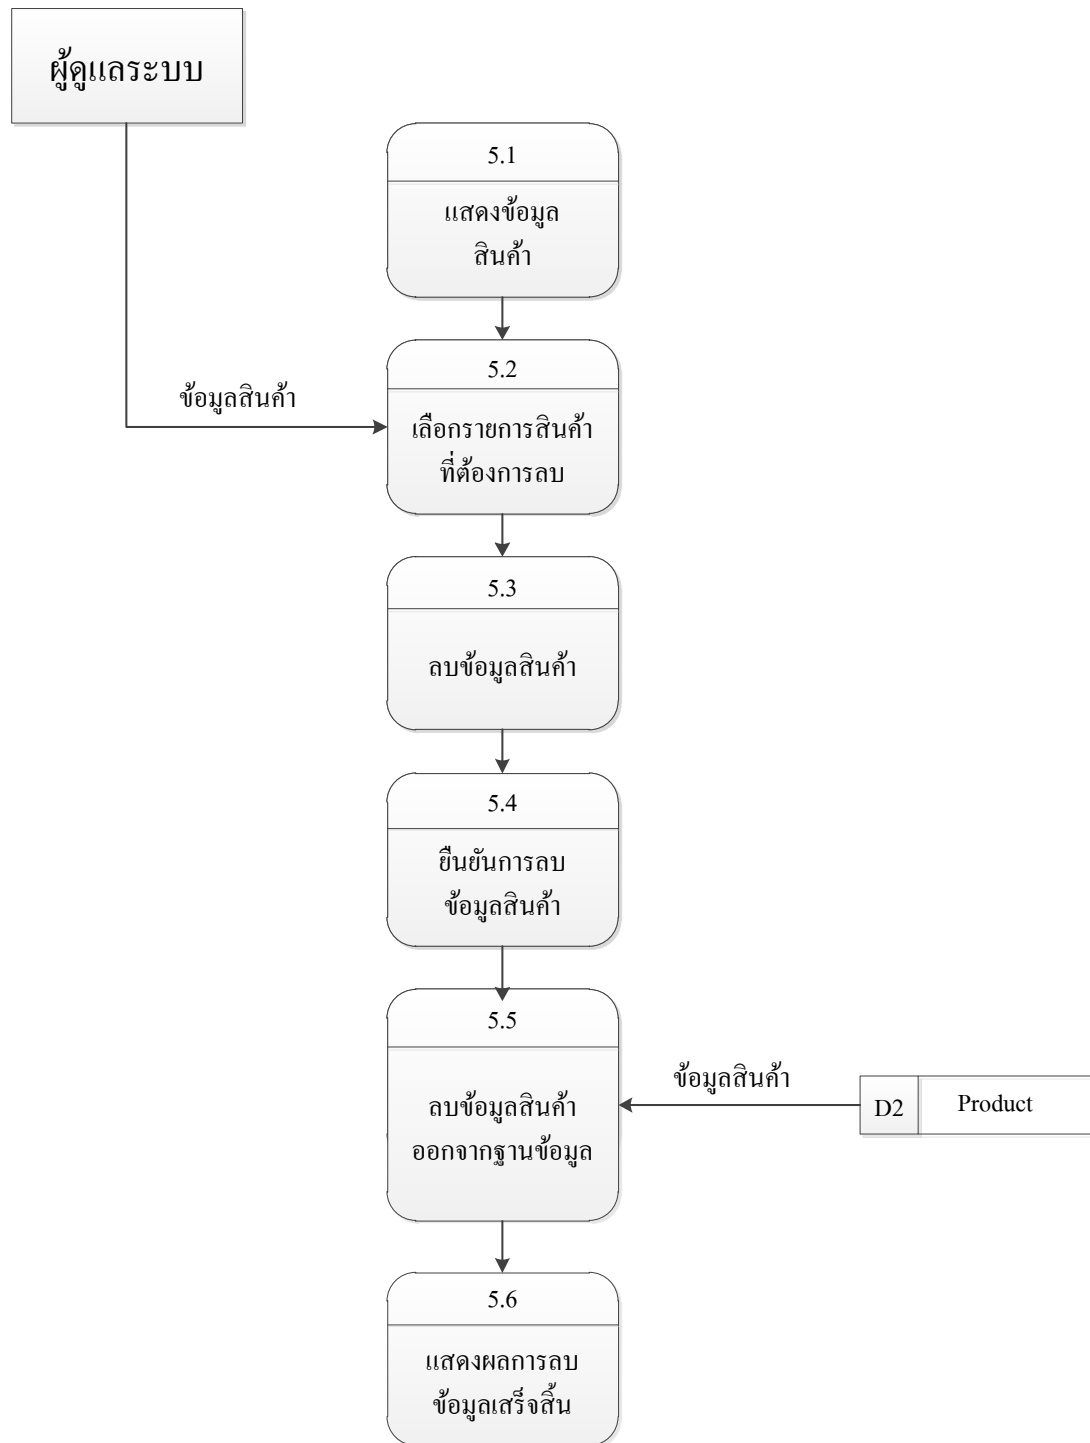 ผู้ดูแลระบบ
5.1
แสดงข้อมูล
สินค้า
5.2
ข้อมูลสินค้า
เลือกรายการสินค้า
ที่ต้องการลบ
5.3
ลบข้อมูลสินค้า
5.4
ยืนยันการลบ
ข้อมูลสินค้า
5.5
ข้อมูลสินค้า
D2
Product
ลบข้อมูลสินค้า
ออกจากฐานข้อมูล
5.6
แสดงผลการลบ
ข้อมูลเสร็จสิ้น